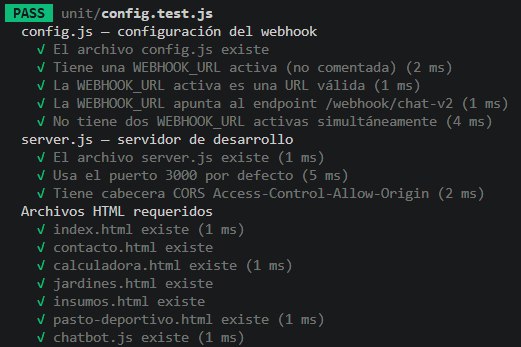 PASS unit/config.test.js
config.js — configuración del webhook
√ El archivo config.js existe
√ Tiene una WEBHOOK_URL activa (no comentada) (2 ms)
√ La WEBHOOK_URL activa es una URL válida (1 ms)
√ La WEBHOOK_URL apunta al endpoint /webhook/chat-v2 (1 ms)
√ No tiene dos WEBHOOK_URL activas simultáneamente (4 ms)
server.js — servidor de desarrollo
√ El archivo server.js existe (1 ms)
√ Usa el puerto 3000 por defecto (5 ms)
√ Tiene cabecera CORS Access-Control-Allow-Origin (2 ms)
Archivos HTML requeridos
√ index.html existe (1 ms)
√ contacto.html existe
√ calculadora.html existe (1 ms)
√ jardines.html existe
√ insumos.html existe
√ pasto-deportivo.html existe (1 ms)
√ chatbot.js existe (1 ms)